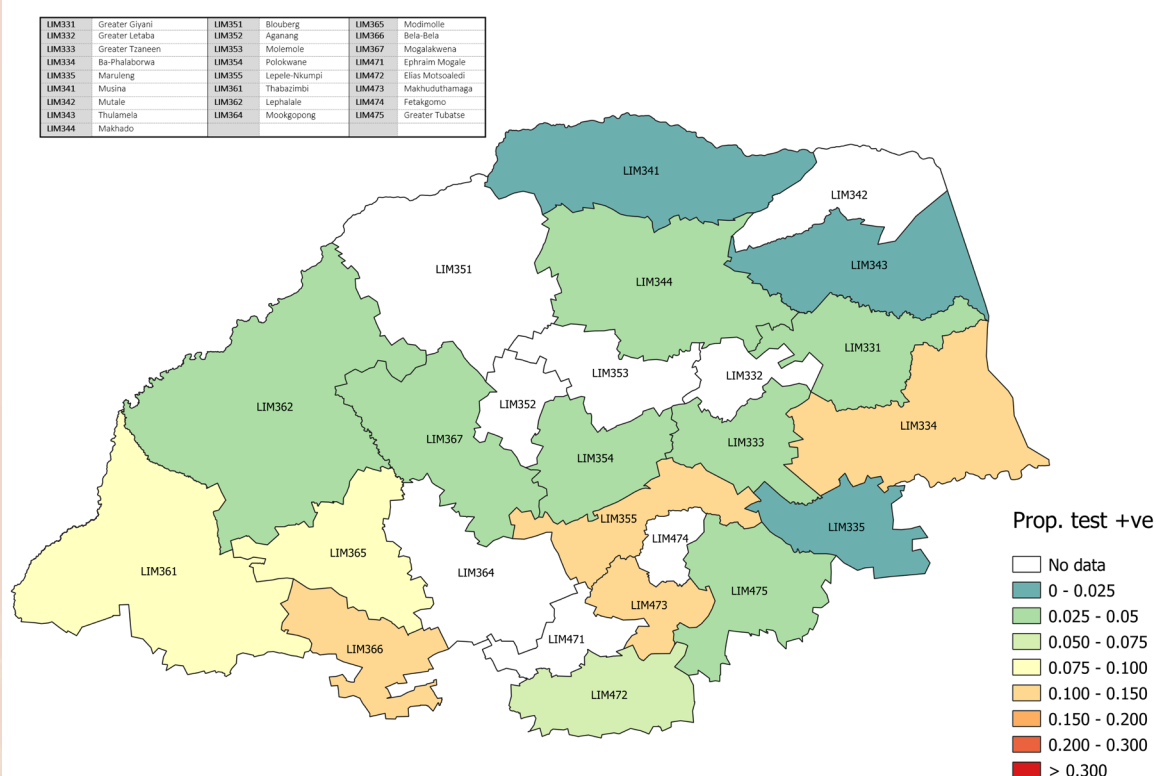 LIM331 Greater Giyani LIM351 Blouberg LIM365 Modimolle
LIM332 Greater Letaba LIM352 Aganang LIM366 Bela-Bela
LIM333 Greater Tzaneen LIM353 Molemole LIM367 Mogalakwena
LIM334 Ba-Phalaborwa LIM354 Polokwane LIM471 Ephraim Mogale
LIM335 Maruleng LIM355 Lepele-Nkumpi LIM472 Elias Motsoaledi
LIM341 Musina LIM361 Thabazimbi LIM473 Makhuduthamaga
LIM342 Mutale LIM362 Lephalale LIM474 Fetakgomo
LIM343 Thulamela LIM364 Mookgopong LIM475 Greater Tubatse
LIM344 Makhado
LIM341
LIM342
LIM343
LIM351
LIM344
LIM331
LIM353
LIM332
LIM352
LIM362
LIM334
LIM367
LIM333
LIM354
LIM355
LIM335
LIM474
LIM365
LIM361
LIM364
LIM475
LIM473
LIM471
LIM366
LIM472
Prop. test +ve
No data
0 - 0.025
0.025 - 0.05
0.050 - 0.075
0.075 - 0.100
0.100 - 0.150
0.150 - 0.200
0.200 - 0.300
> 0.300